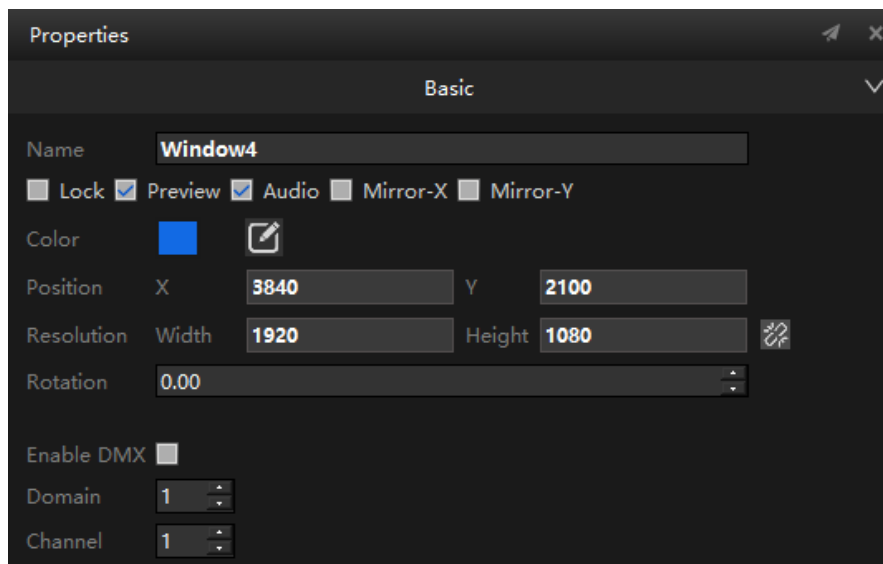 Properties
Basic
Name Window4
Lock Preview Audio Mirror-X Mirror-Y
Color
Position X 3840 Y 2100
Resolution Width 1920 Height 1080
Rotation 0.00
Enable DMX
Domain 1
Channel 1